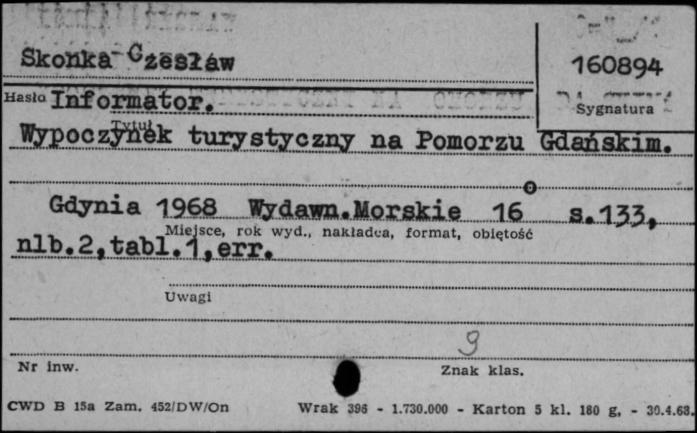 Skonka Czesław
160894
Hasło Informator.
Sygnatura
Tytuł
Wypoczynek turystyczny na Pomorzu Gdańskim.
Gdynia 1968 Wydawn.Morskie 16° s.133,
Miejsce, rok wyd., nakładca, format, objętość
nlb.2,tabl.1,err.
Uwagi
9
Nr inw.
Znak klas.
CWD B 15a Zam. 452/DW/On Wrak 396 - 1.730.000 - Karton 5 kl. 180 g. - 30.4.63.